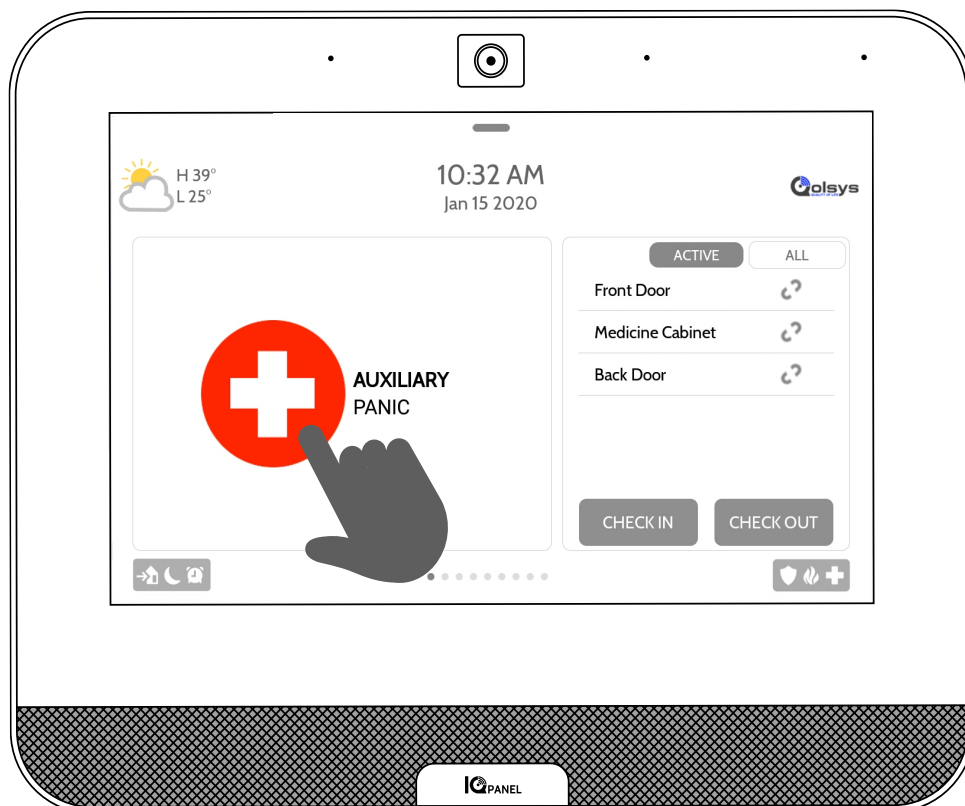 H 39°
L 25°
10:32 AM
Jan 15 2020
Qolsys
AUXILIARY
PANIC
ACTIVE
ALL
Front Door
Medicine Cabinet
Back Door
CHECK IN
CHECK OUT
IQ PANEL